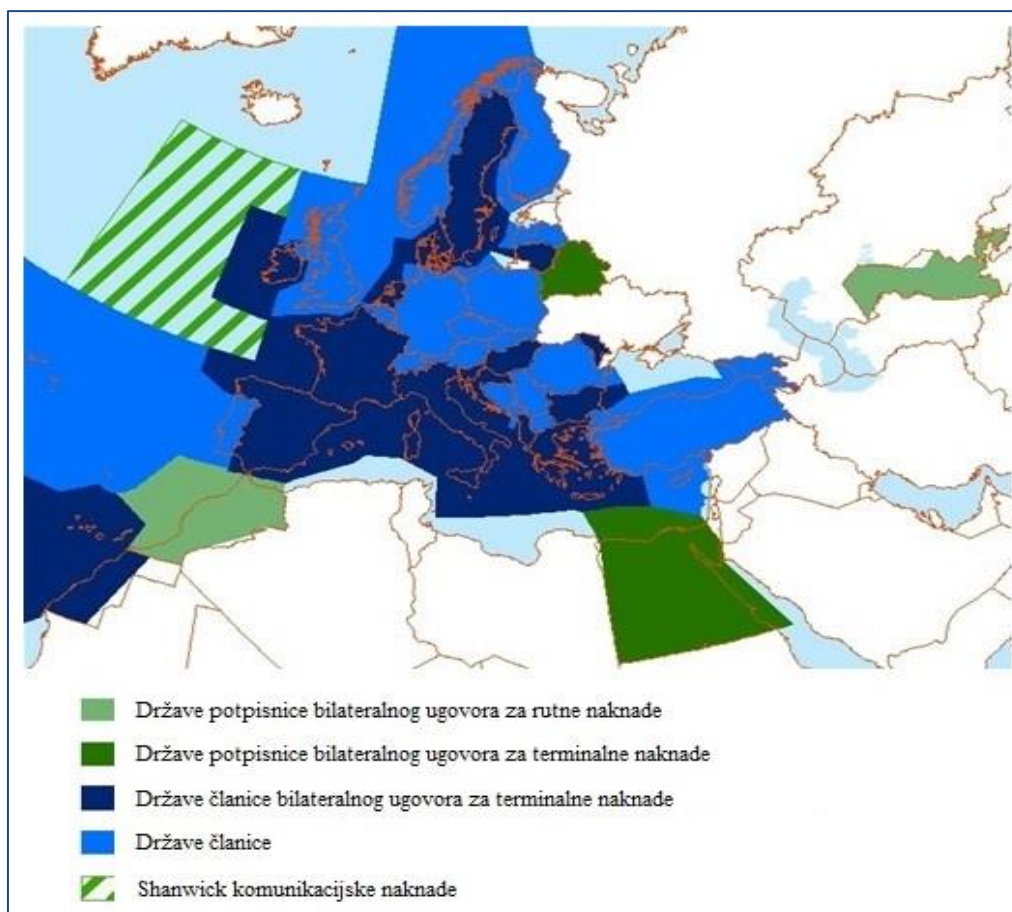 Države potpisnice bilateralnog ugovora za rutne naknade
Države potpisnice bilateralnog ugovora za terminalne naknade
Države članice bilateralnog ugovora za terminalne naknade
Države članice
Shanwick komunikacijske naknade